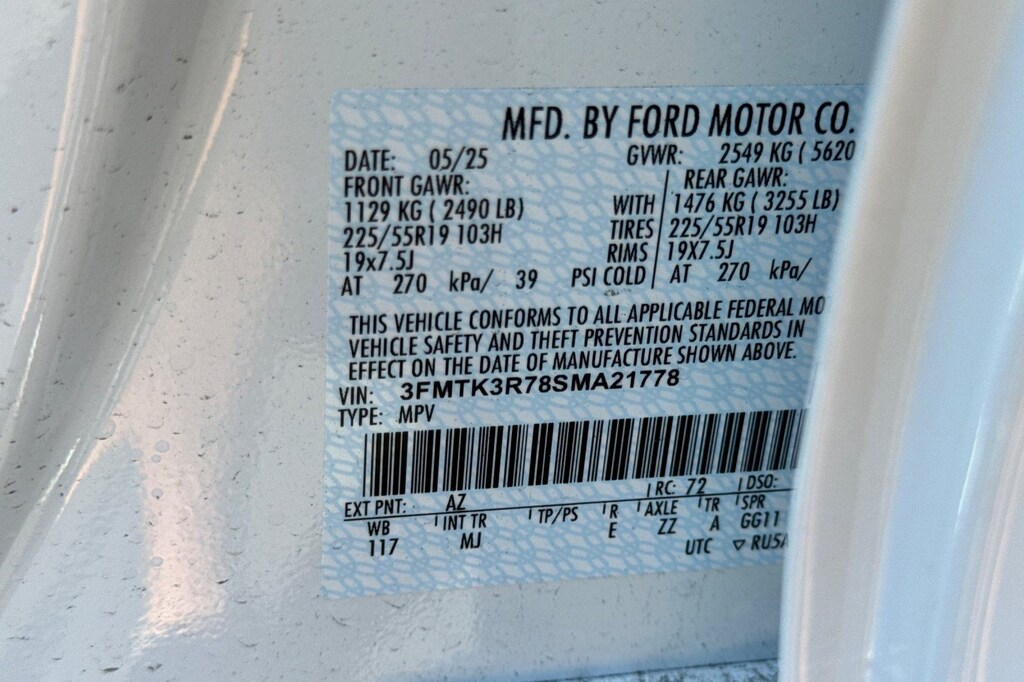 MFD. BY FORD MOTOR CO.
DATE: 05/25 GVWR: 2549 KG ( 5620
FRONT GAWR: REAR GAWR:
1129 KG ( 2490 LB) WITH 1476 KG ( 3255 LB)
225/55R19 103H TIRES 225/55R19 103H
19x7.5J RIMS 19X7.5J
AT 270 kPa/ 39 PSI COLD AT 270 kPa/
THIS VEHICLE CONFORMS TO ALL APPLICABLE FEDERAL MO
VEHICLE SAFETY AND THEFT PREVENTION STANDARDS IN
EFFECT ON THE DATE OF MANUFACTURE SHOWN ABOVE.
VIN: 3FMTK3R78SMA21778
TYPE: MPV
EXT PNT: AZ RC: 72 DSO:
WB INT TR TP/PS R AXLE TR SPR
117 MJ E ZZ A GG11
UTC ▽ RU5A